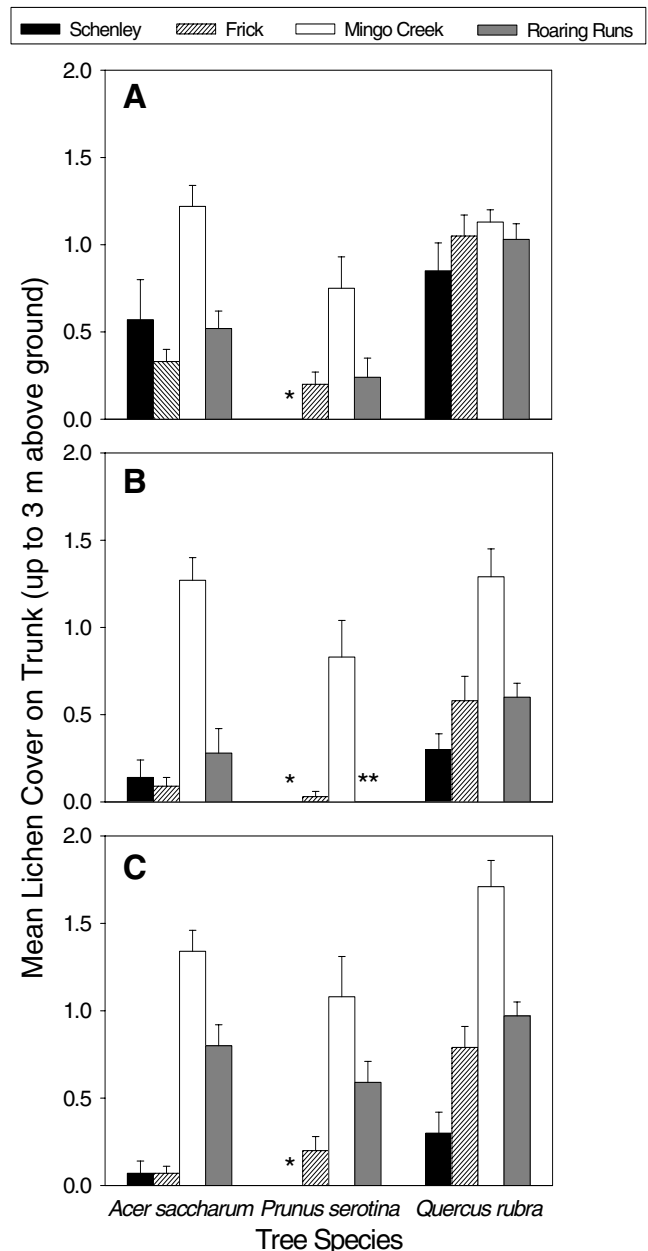 Schenley Frick Mingo Creek Roaring Runs
Mean Lichen Cover on Trunk (up to 3 m above ground)
A
2.0
1.5
1.0
0.5
0.0
*
B
2.0
1.5
1.0
0.5
0.0
* **
C
2.0
1.5
1.0
0.5
0.0
*
Acer saccharum Prunus serotina Quercus rubra
Tree Species